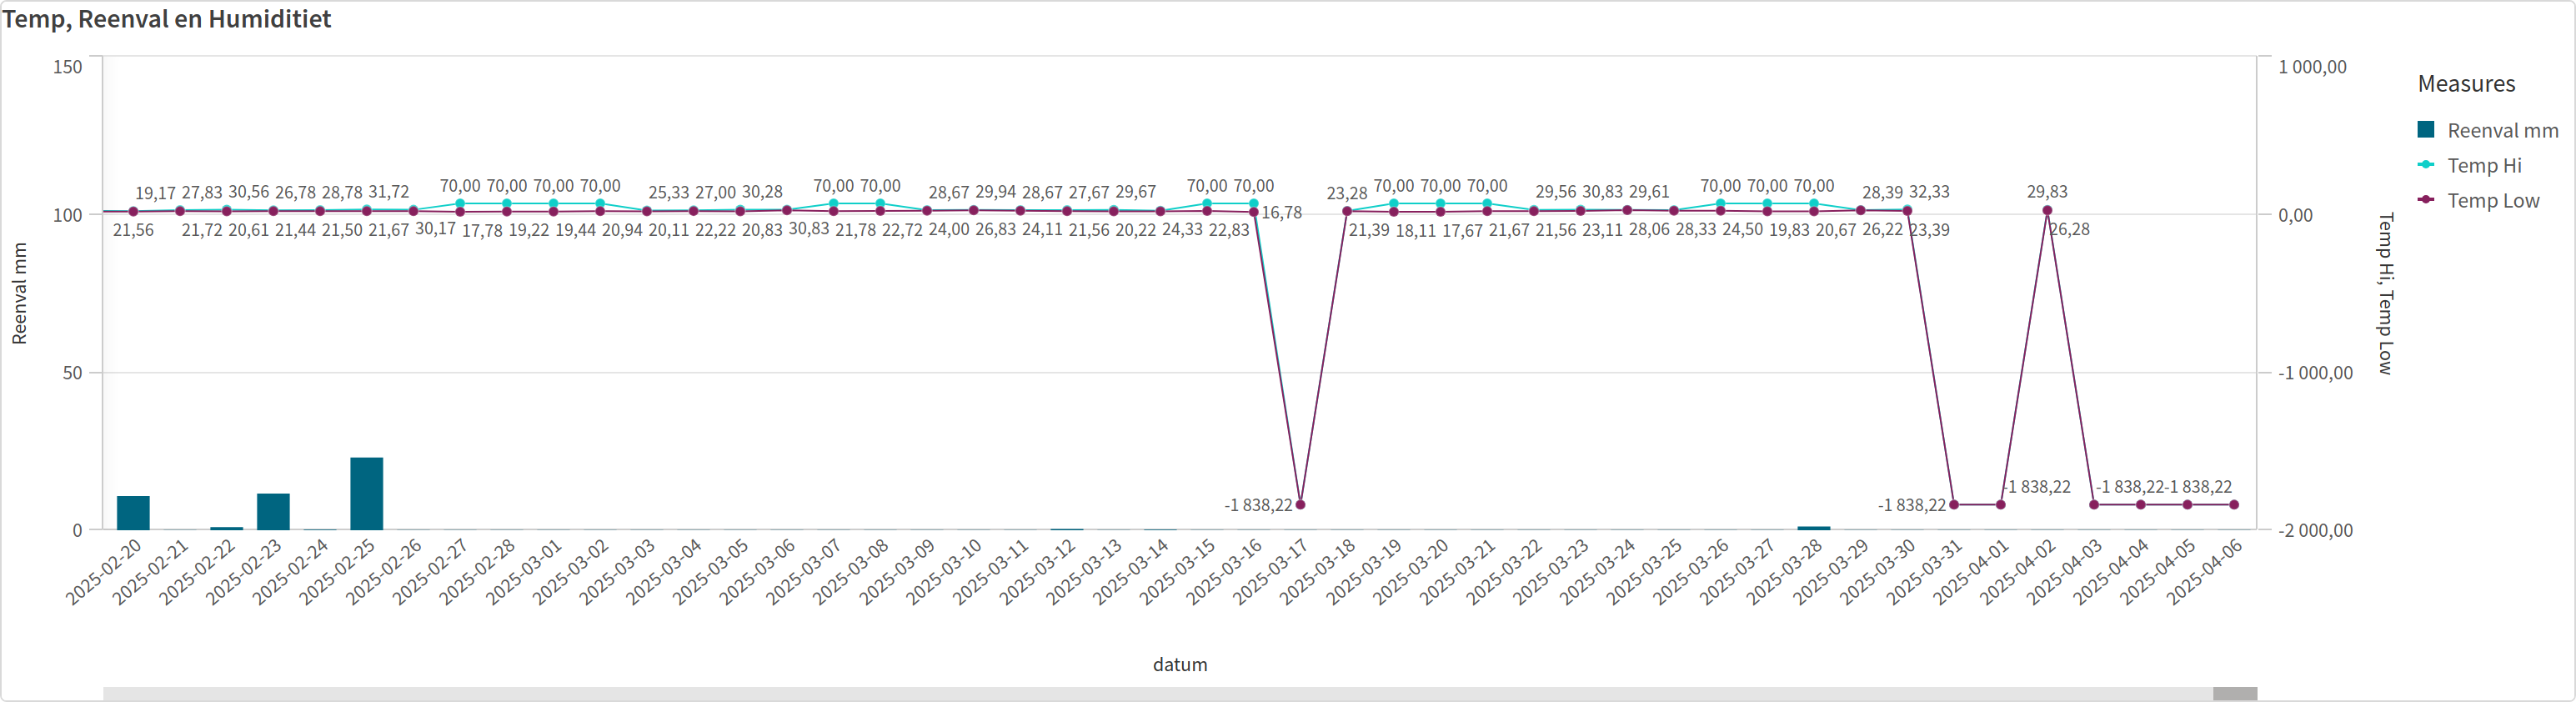 Temp, Reenval en Humiditiet
150
100
50
0
Reenval mm
1 000,00
0,00
-1 000,00
-2 000,00
Temp Hi, Temp Low
Measures
Reenval mm
Temp Hi
Temp Low
19,17 27,83 30,56 26,78 28,78 31,72 70,00 70,00 70,00 70,00 25,33 27,00 30,28 70,00 70,00 28,67 29,94 28,67 27,67 29,67 70,00 70,00 23,28 70,00 70,00 70,00 29,56 30,83 29,61 70,00 70,00 70,00 28,39 32,33 29,83
16,78
21,56 21,72 20,61 21,44 21,50 21,67 30,17 17,78 19,22 19,44 20,94 20,11 22,22 20,83 30,83 21,78 22,72 24,00 26,83 24,11 21,56 20,22 24,33 22,83 21,39 18,11 17,67 21,67 21,56 23,11 28,06 28,33 24,50 19,83 20,67 26,22 23,39 26,28
-1 838,22 -1 838,22 -1 838,22 -1 838,22 -1 838,22
2025-02-20 2025-02-21 2025-02-22 2025-02-23 2025-02-24 2025-02-25 2025-02-26 2025-02-27 2025-02-28 2025-03-01 2025-03-02 2025-03-03 2025-03-04 2025-03-05 2025-03-06 2025-03-07 2025-03-08 2025-03-09 2025-03-10 2025-03-11 2025-03-12 2025-03-13 2025-03-14 2025-03-15 2025-03-16 2025-03-17 2025-03-18 2025-03-19 2025-03-20 2025-03-21 2025-03-22 2025-03-23 2025-03-24 2025-03-25 2025-03-26 2025-03-27 2025-03-28 2025-03-29 2025-03-30 2025-03-31 2025-04-01 2025-04-02 2025-04-03 2025-04-04 2025-04-05 2025-04-06
datum